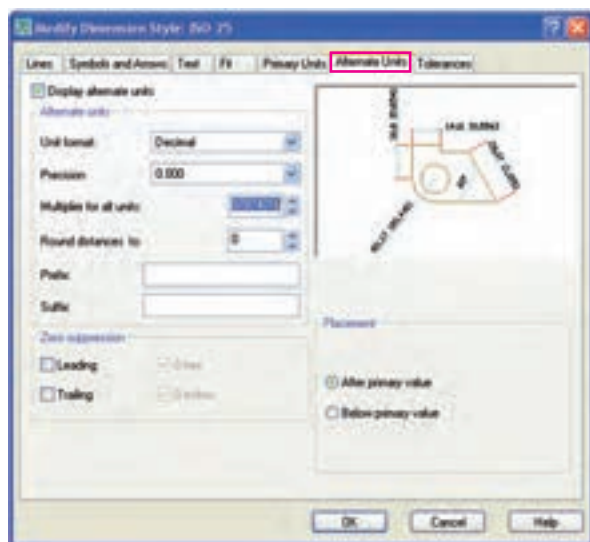 Modify Dimension Style: ISO 25
Lines Symbols and Arrows Text Fit Primary Units Alternate Units Tolerances
Display alternate units
Alternate units
Unit format: Decimal
Precision 0.000
Multiplier for all units:
Round distances to: 0
Prefix:
Suffix:
Zero suppression
Leading
Trailing
Placement
After primary value
Below primary value
OK Cancel Help